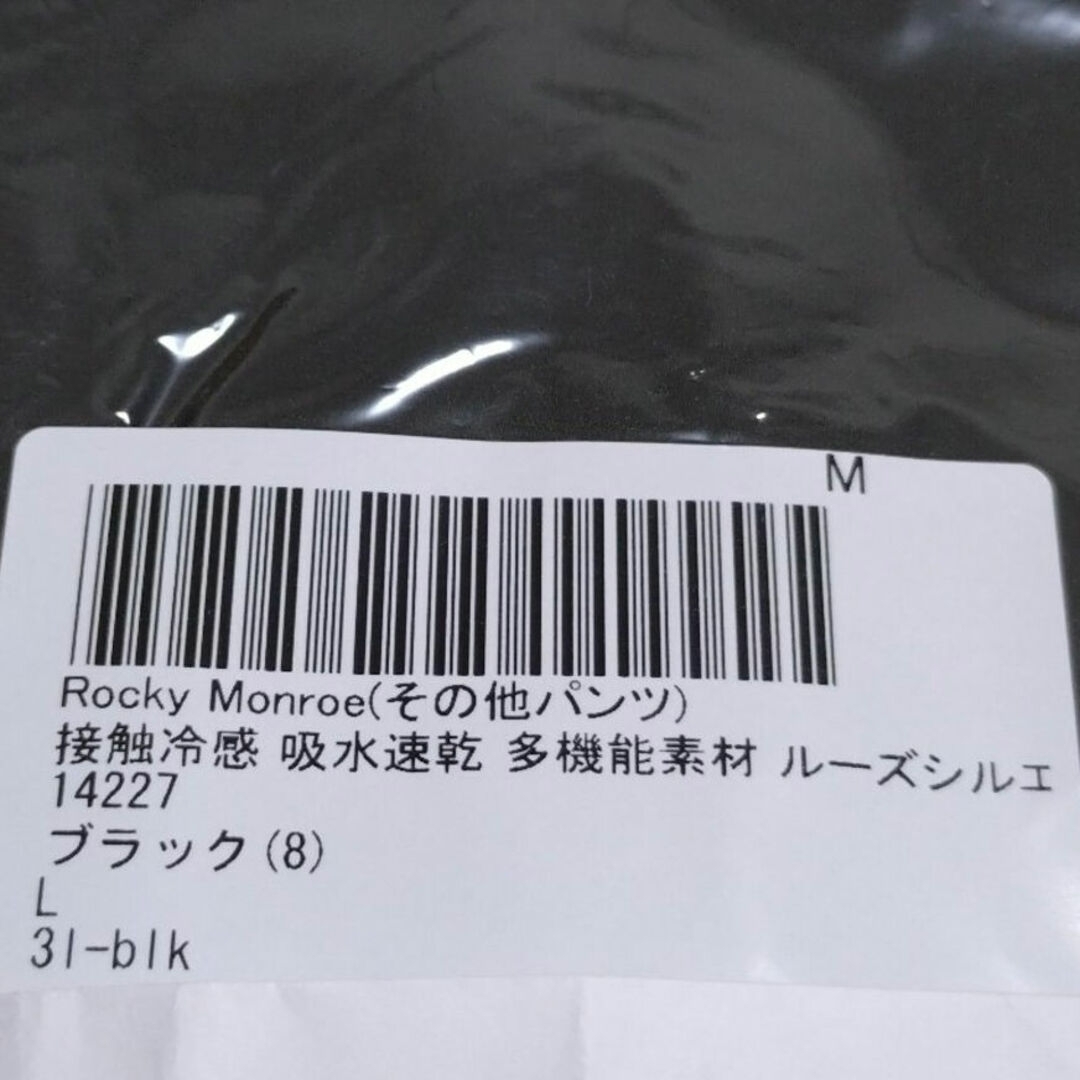 M
Rocky Monroe(その他パンツ)
接触冷感 吸水速乾 多機能素材 ルーズシルエ
14227
ブラック(8)
L
3l-blk